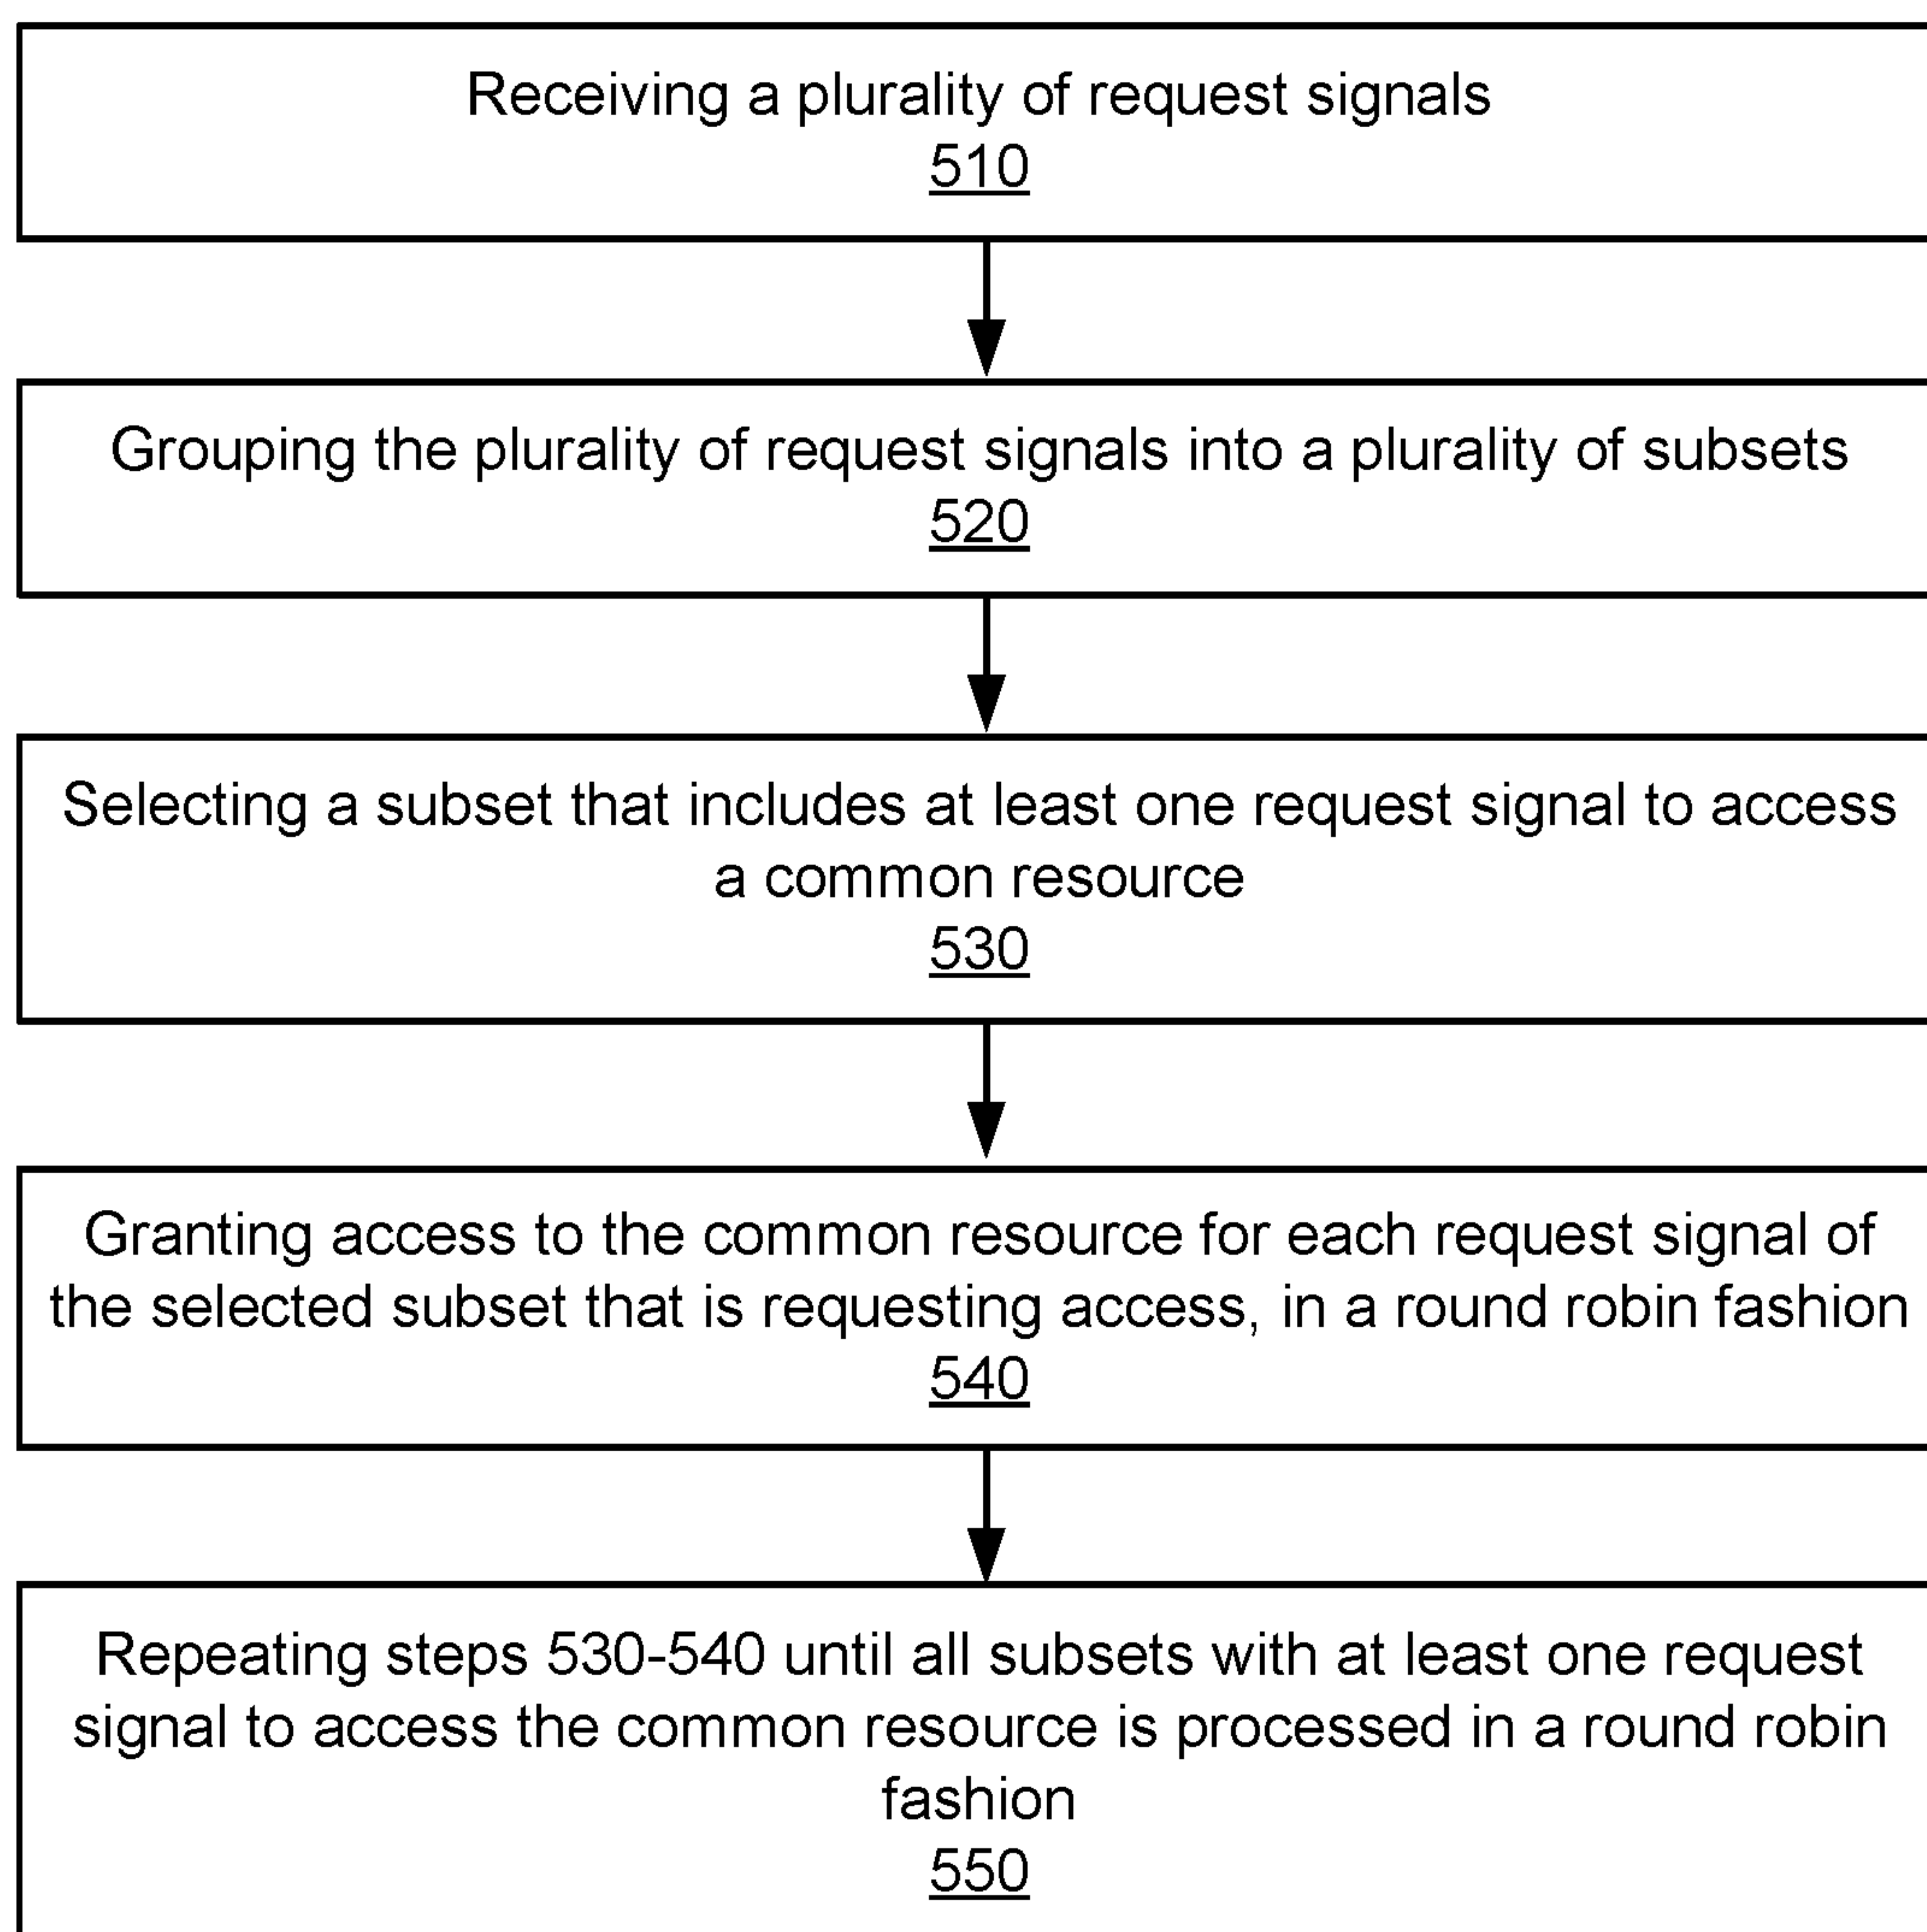 Receiving a plurality of request signals
510
Grouping the plurality of request signals into a plurality of subsets
520
Selecting a subset that includes at least one request signal to access
a common resource
530
Granting access to the common resource for each request signal of
the selected subset that is requesting access, in a round robin fashion
540
Repeating steps 530-540 until all subsets with at least one request
signal to access the common resource is processed in a round robin
fashion
550